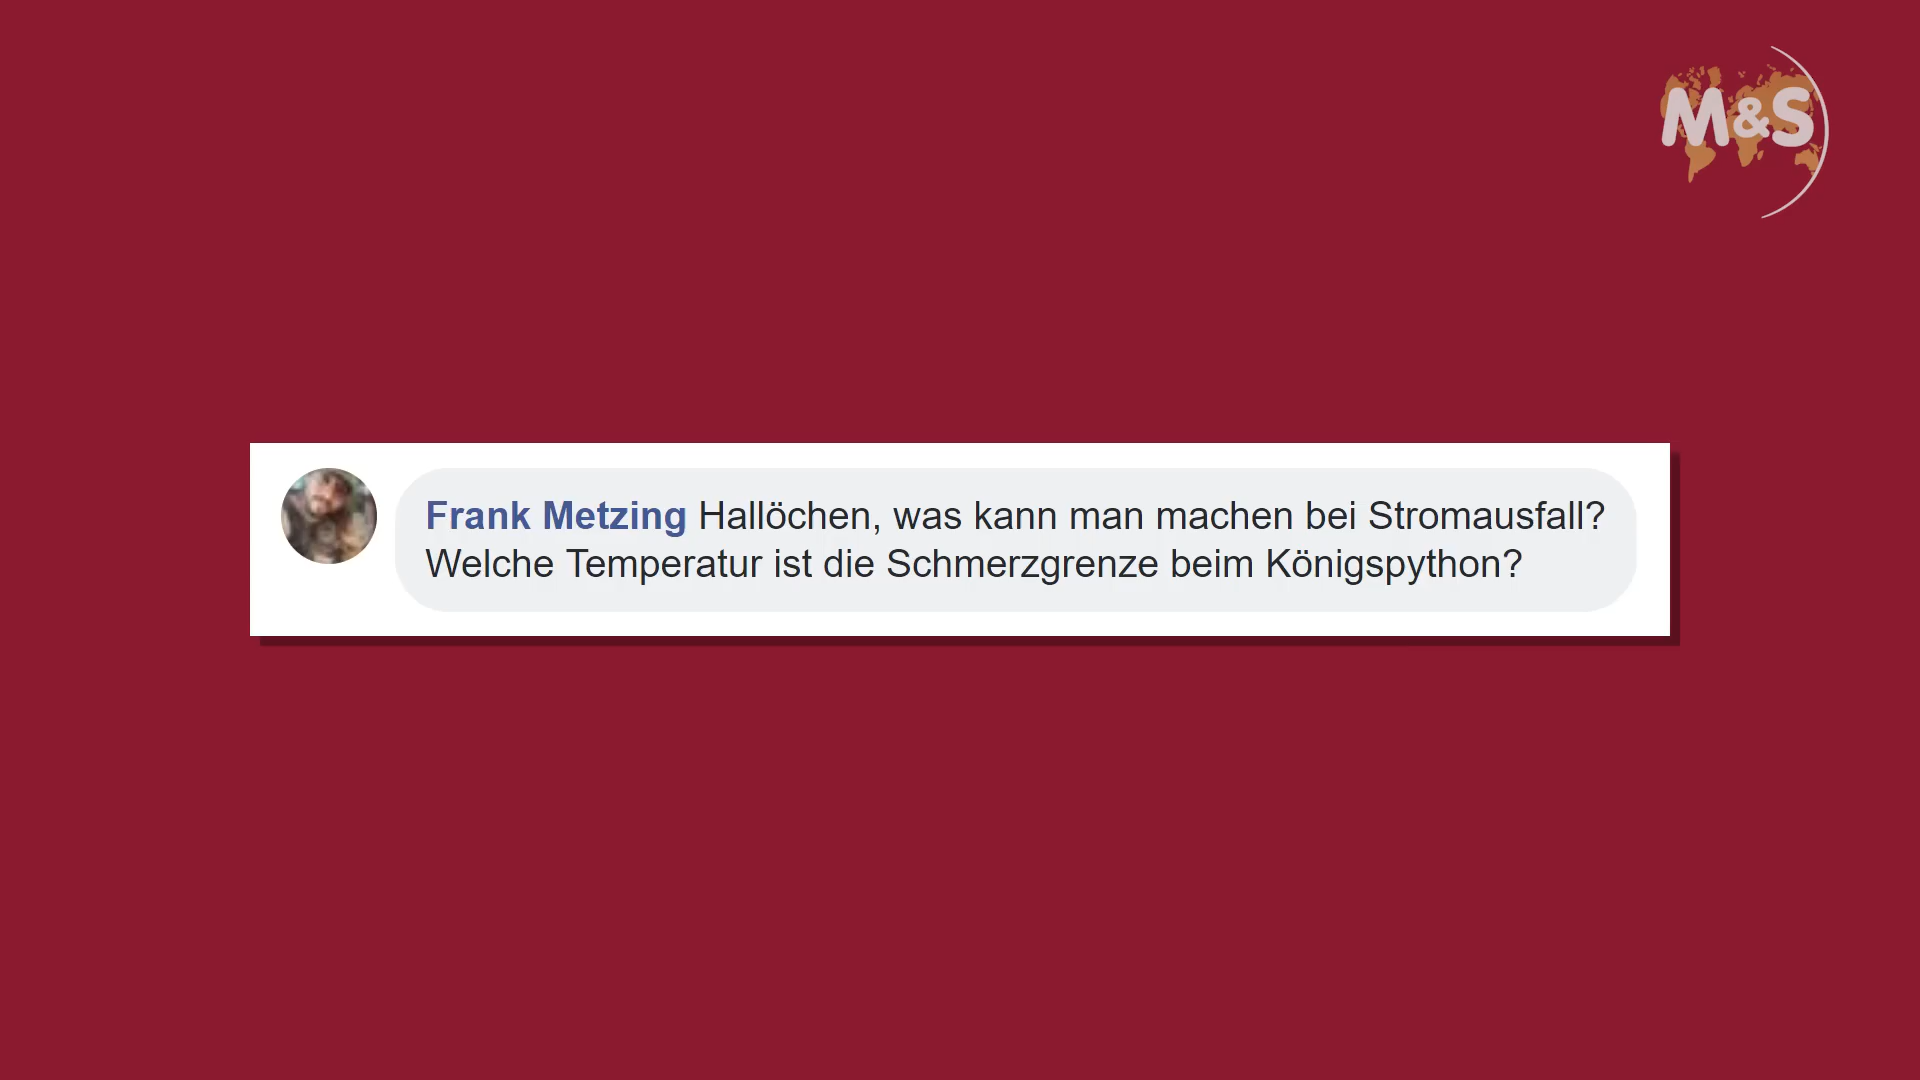 M&S
Frank Metzing Hallöchen, was kann man machen bei Stromausfall?
Welche Temperatur ist die Schmerzgrenze beim Königspython?